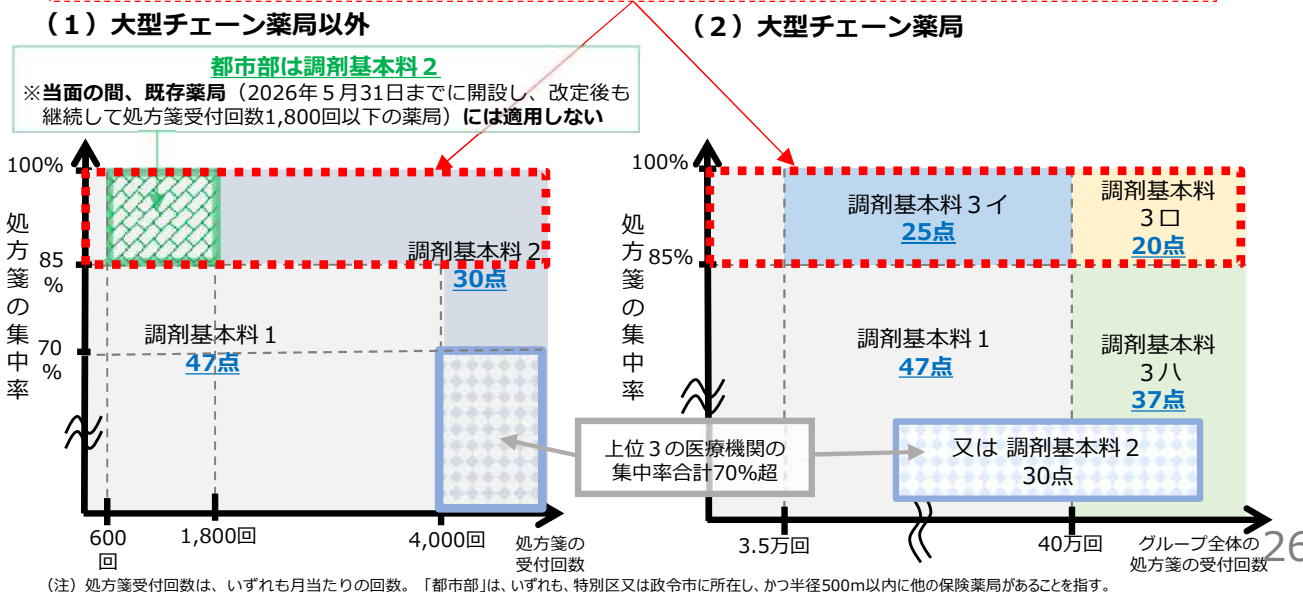 （１）大型チェーン薬局以外
（２）大型チェーン薬局
都市部は調剤基本料２
※当面の間、既存薬局（2026年５月31日までに開設し、改定後も
継続して処方箋受付回数1,800回以下の薬局）には適用しない
100%
処方箋の集中率
85
%
70
%
調剤基本料２
30点
調剤基本料１
47点
600
回
1,800回
4,000回
処方箋の
受付回数
100%
処方箋の集中率
85%
調剤基本料３イ
25点
調剤基本料
３ロ
20点
調剤基本料１
47点
調剤基本料
３ハ
37点
上位３の医療機関の
集中率合計70%超
又は 調剤基本料２
30点
3.5万回
40万回
グループ全体の
処方箋の受付回数
26
（注）処方箋受付回数は、いずれも月当たりの回数。「都市部」は、いずれも、特別区又は政令市に所在し、かつ半径500m以内に他の保険薬局があることを指す。